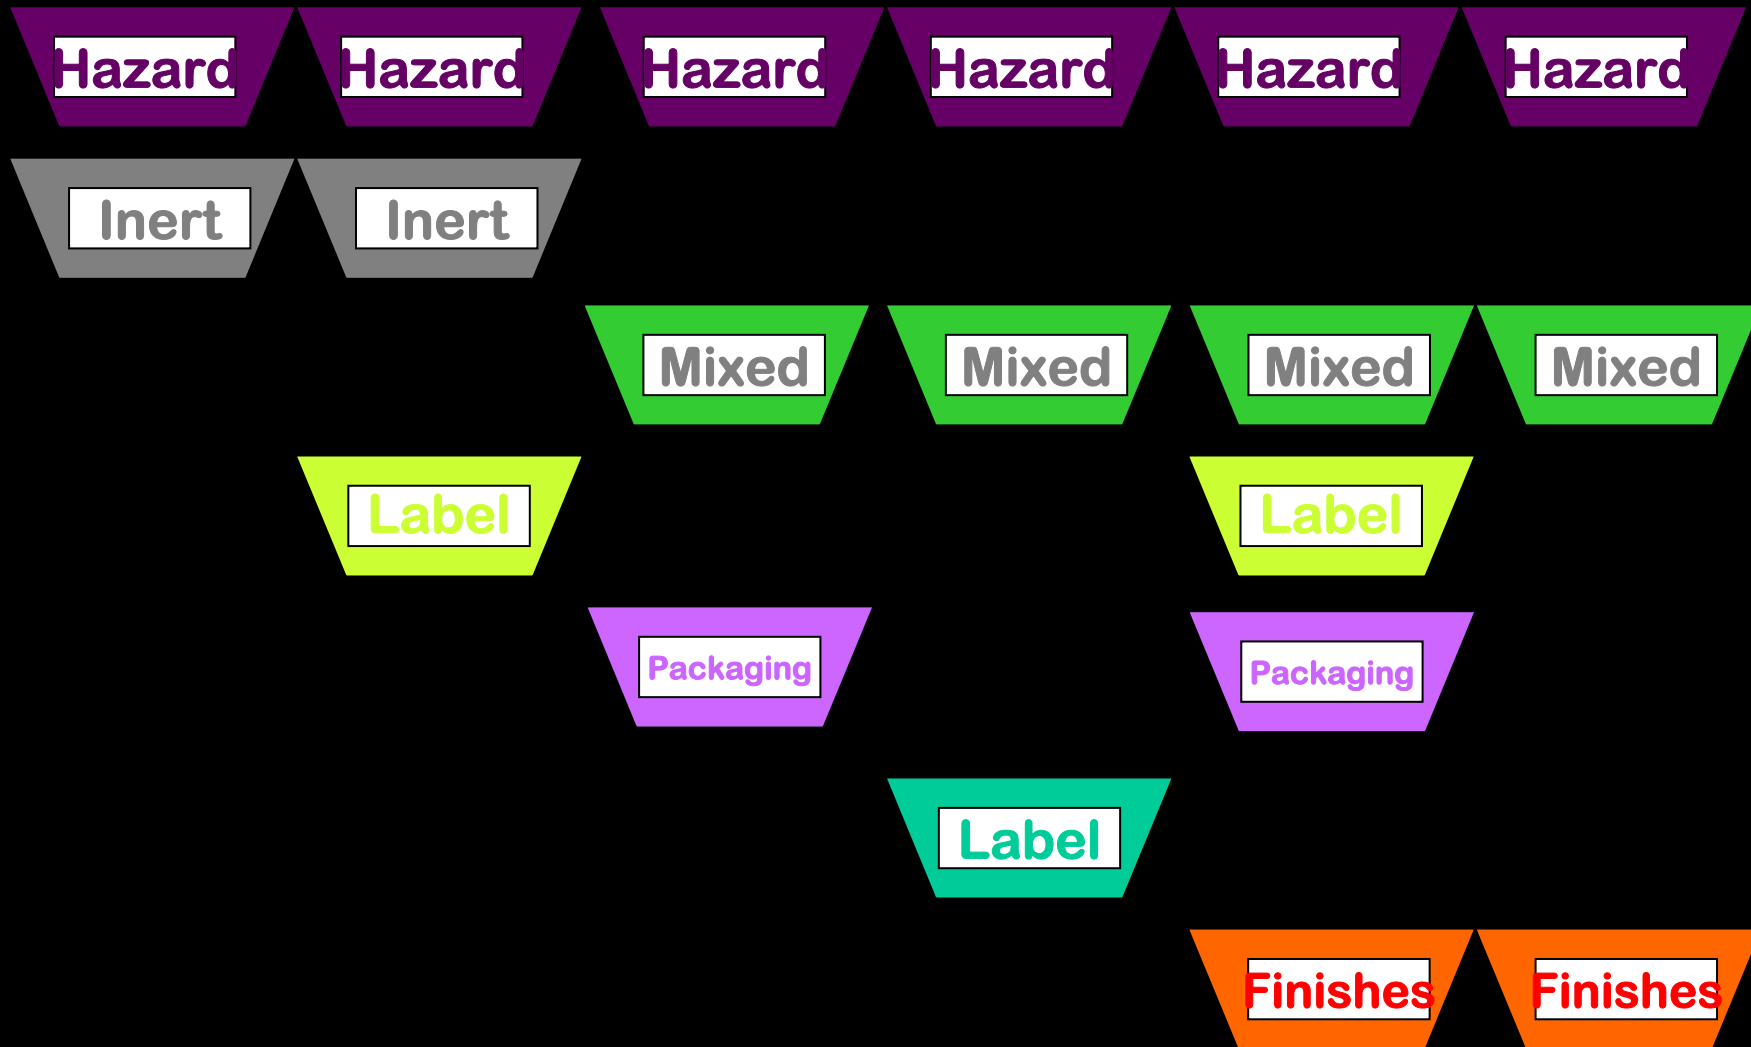 Hazard Hazard Hazard Hazard Hazard Hazard
Inert Inert
Mixed Mixed Mixed Mixed
Label Label
Packaging Packaging
Label
Finishes Finishes